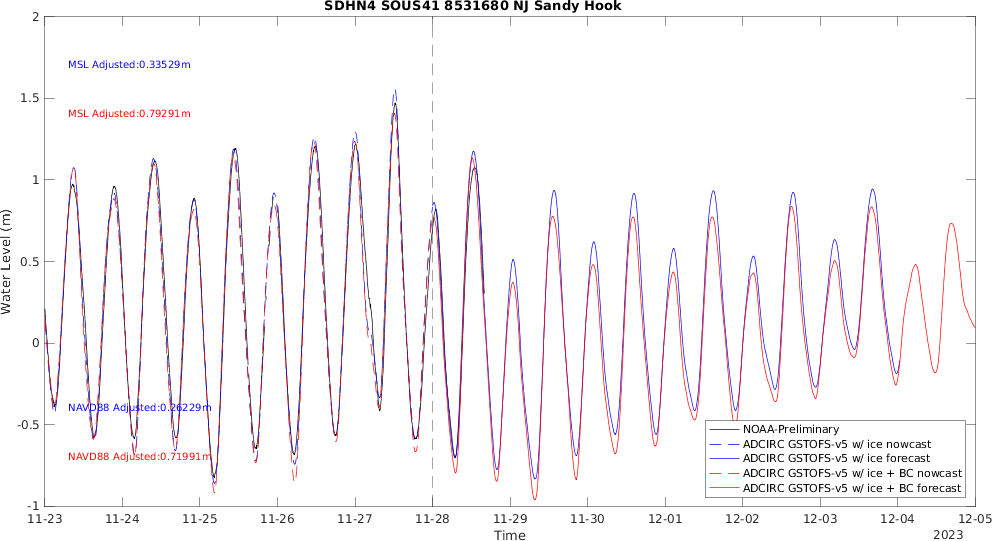 SDHN4 SOUS41 8531680 NJ Sandy Hook
2
1.5
1
0.5
0
-0.5
-1
Water Level (m)
MSL Adjusted:0.33529m
MSL Adjusted:0.79291m
NAVD88 Adjusted:0.26229m
NAVD88 Adjusted:0.71991m
NOAA-Preliminary
ADCIRC GSTOFS-v5 w/ ice nowcast
ADCIRC GSTOFS-v5 w/ ice forecast
ADCIRC GSTOFS-v5 w/ ice + BC nowcast
ADCIRC GSTOFS-v5 w/ ice + BC forecast
11-23 11-24 11-25 11-26 11-27 11-28 11-29 11-30 12-01 12-02 12-03 12-04 12-05
Time
2023